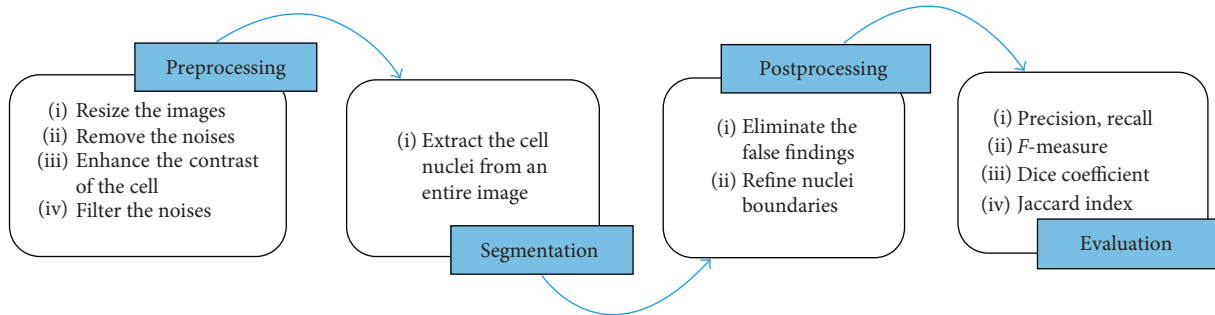 Preprocessing
(i) Resize the images
(ii) Remove the noises
(iii) Enhance the contrast
of the cell
(iv) Filter the noises
(i) Extract the cell
nuclei from an
entire image
Segmentation
Postprocessing
(i) Eliminate the
false findings
(ii) Refine nuclei
boundaries
(i) Precision, recall
(ii) F-measure
(iii) Dice coefficient
(iv) Jaccard index
Evaluation